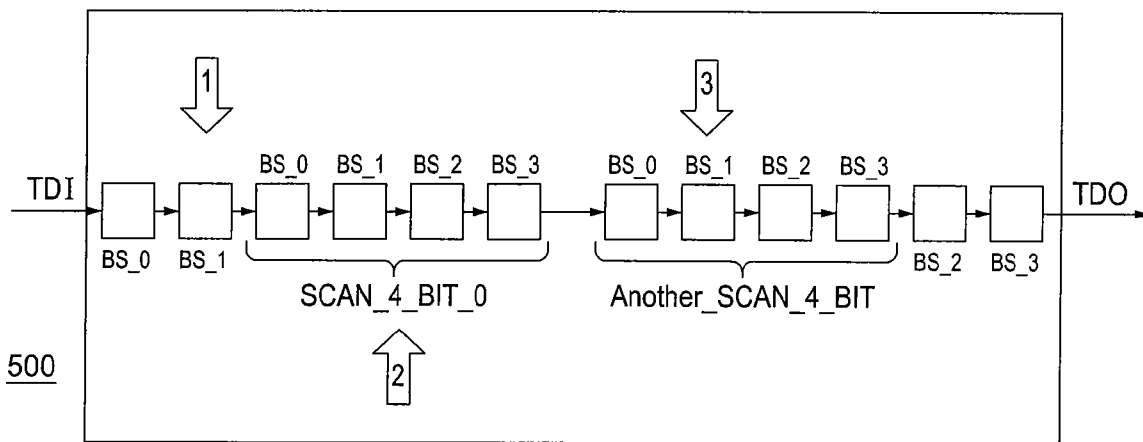 1
3
BS_0 BS_1 BS_2 BS_3
BS_0 BS_1 BS_2 BS_3
TDI
TDO
BS_0 BS_1
BS_2 BS_3
SCAN_4_BIT_0
Another_SCAN_4_BIT
2
500